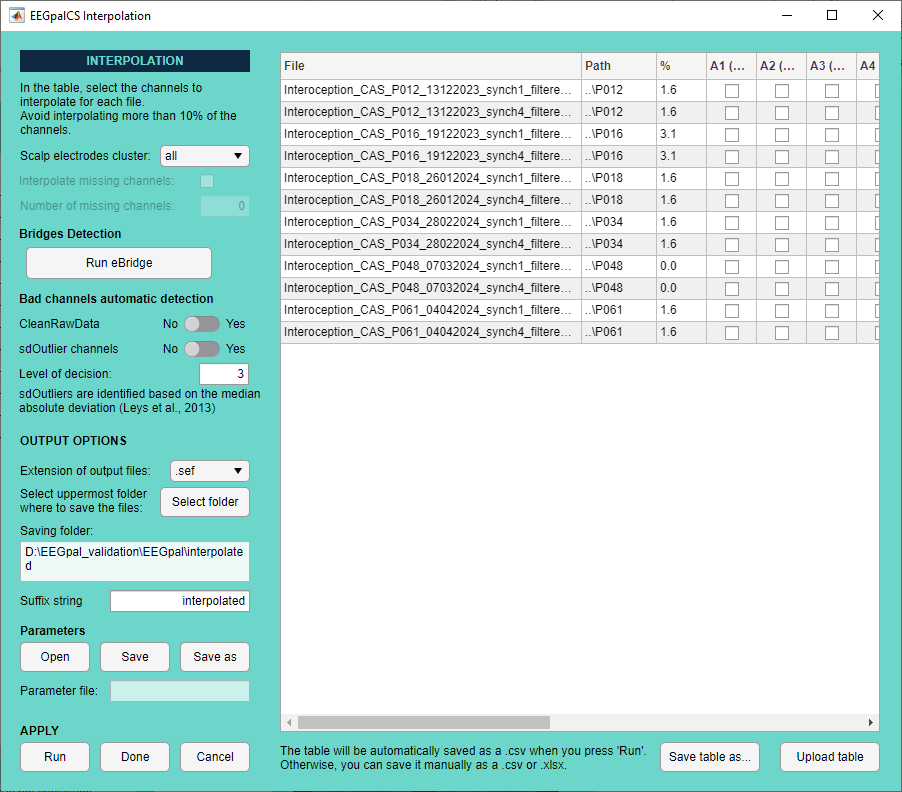 EEGpalCS Interpolation
INTERPOLATION
In the table, select the channels to
interpolate for each file.
Avoid interpolating more than 10% of the
channels.
Scalp electrodes cluster: all
Interpolate missing channels:
Number of missing channels: 0
Bridges Detection
Run eBridge
Bad channels automatic detection
CleanRawData No Yes
sdOutlier channels No Yes
Level of decision: 3
sdOutliers are identified based on the median
absolute deviation (Leys et al., 2013)
OUTPUT OPTIONS
Extension of output files: .sef
Select uppermost folder
where to save the files:
Select folder
Saving folder:
D:\EEGpal_validation\EEGpal\interpolate
d
Suffix string interpolated
Parameters
Open Save Save as
Parameter file:
APPLY
Run Done Cancel
File Path % A1 (... A2 (... A3 (... A4
Interoception_CAS_P012_13122023_synch1_filtere... ..\P012 1.6
Interoception_CAS_P012_13122023_synch4_filtere... ..\P012 1.6
Interoception_CAS_P016_19122023_synch1_filtere... ..\P016 3.1
Interoception_CAS_P016_19122023_synch4_filtere... ..\P016 3.1
Interoception_CAS_P018_26012024_synch1_filtere... ..\P018 1.6
Interoception_CAS_P018_26012024_synch4_filtere... ..\P018 1.6
Interoception_CAS_P034_28022024_synch1_filtere... ..\P034 1.6
Interoception_CAS_P034_28022024_synch4_filtere... ..\P034 1.6
Interoception_CAS_P048_07032024_synch1_filtere... ..\P048 0.0
Interoception_CAS_P048_07032024_synch4_filtere... ..\P048 0.0
Interoception_CAS_P061_04042024_synch1_filtere... ..\P061 1.6
Interoception_CAS_P061_04042024_synch4_filtere... ..\P061 1.6
The table will be automatically saved as a .csv when you press 'Run'.
Otherwise, you can save it manually as a .csv or .xlsx.
Save table as... Upload table